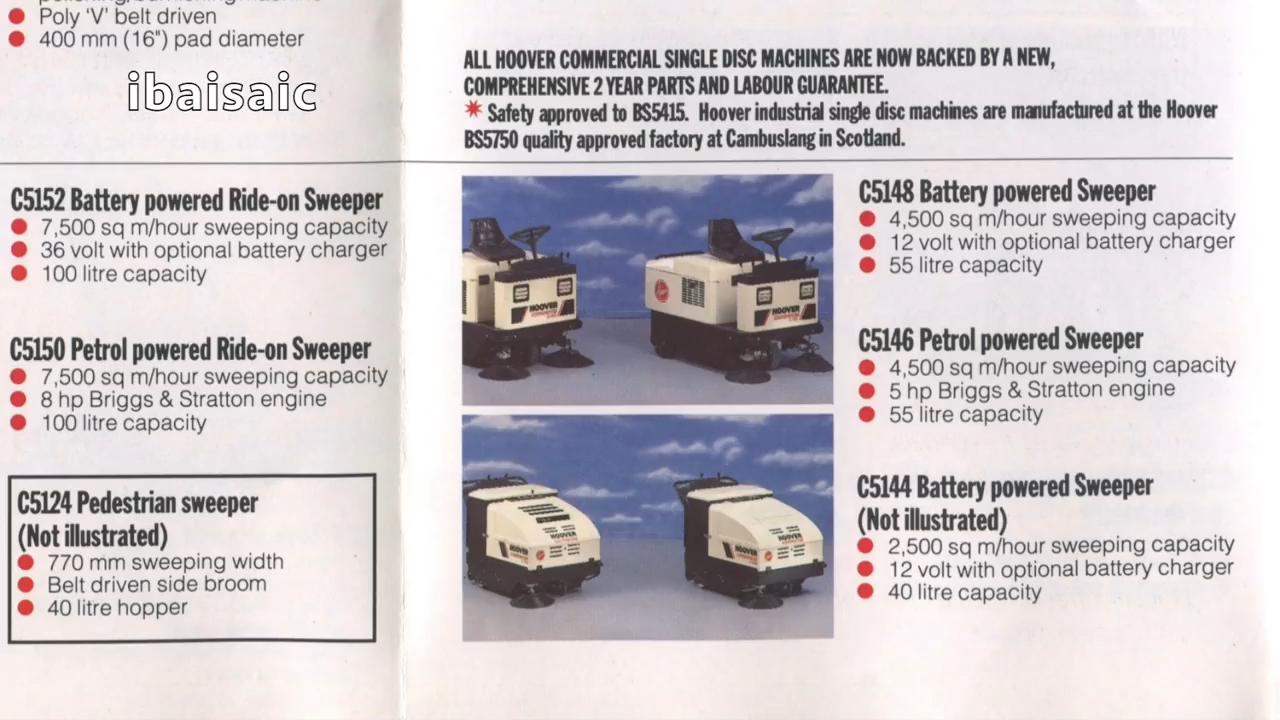 Poly 'V' belt driven
400 mm (16") pad diameter
ibaisaic
ALL HOOVER COMMERCIAL SINGLE DISC MACHINES ARE NOW BACKED BY A NEW,
COMPREHENSIVE 2 YEAR PARTS AND LABOUR GUARANTEE.
Safety approved to BS5415. Hoover industrial single disc machines are manufactured at the Hoover
BS5750 quality approved factory at Cambuslang in Scotland.
C5152 Battery powered Ride-on Sweeper
7,500 sq m/hour sweeping capacity
36 volt with optional battery charger
100 litre capacity
C5150 Petrol powered Ride-on Sweeper
7,500 sq m/hour sweeping capacity
8 hp Briggs & Stratton engine
100 litre capacity
C5124 Pedestrian sweeper
(Not illustrated)
770 mm sweeping width
Belt driven side broom
40 litre hopper
HOOVER
HOOVER
HOOVER
HOOVER
C5148 Battery powered Sweeper
4,500 sq m/hour sweeping capacity
12 volt with optional battery charger
55 litre capacity
C5146 Petrol powered Sweeper
4,500 sq m/hour sweeping capacity
5 hp Briggs & Stratton engine
55 litre capacity
C5144 Battery powered Sweeper
(Not illustrated)
2,500 sq m/hour sweeping capacity
12 volt with optional battery charger
40 litre capacity